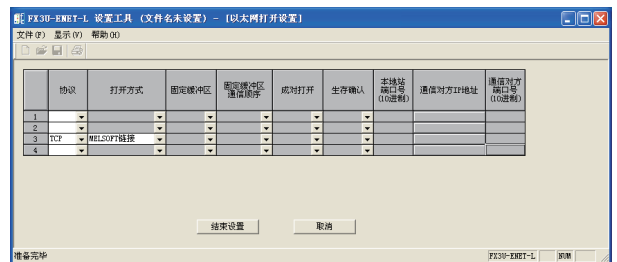 FX3U-ENET-L 设置工具 (文件名未设置) - [以太网打开设置]
文件(F) 显示(V) 帮助(H)
协议 打开方式 固定缓冲区 固定缓冲区通信顺序 成对打开 生存确认 本地站端口号(10进制) 通信对方IP地址 通信对方端口号(10进制)
1
2
3 TCP MELSOFT链接
4
结束设置 取消
准备完毕 FX3U-ENET-L NUM